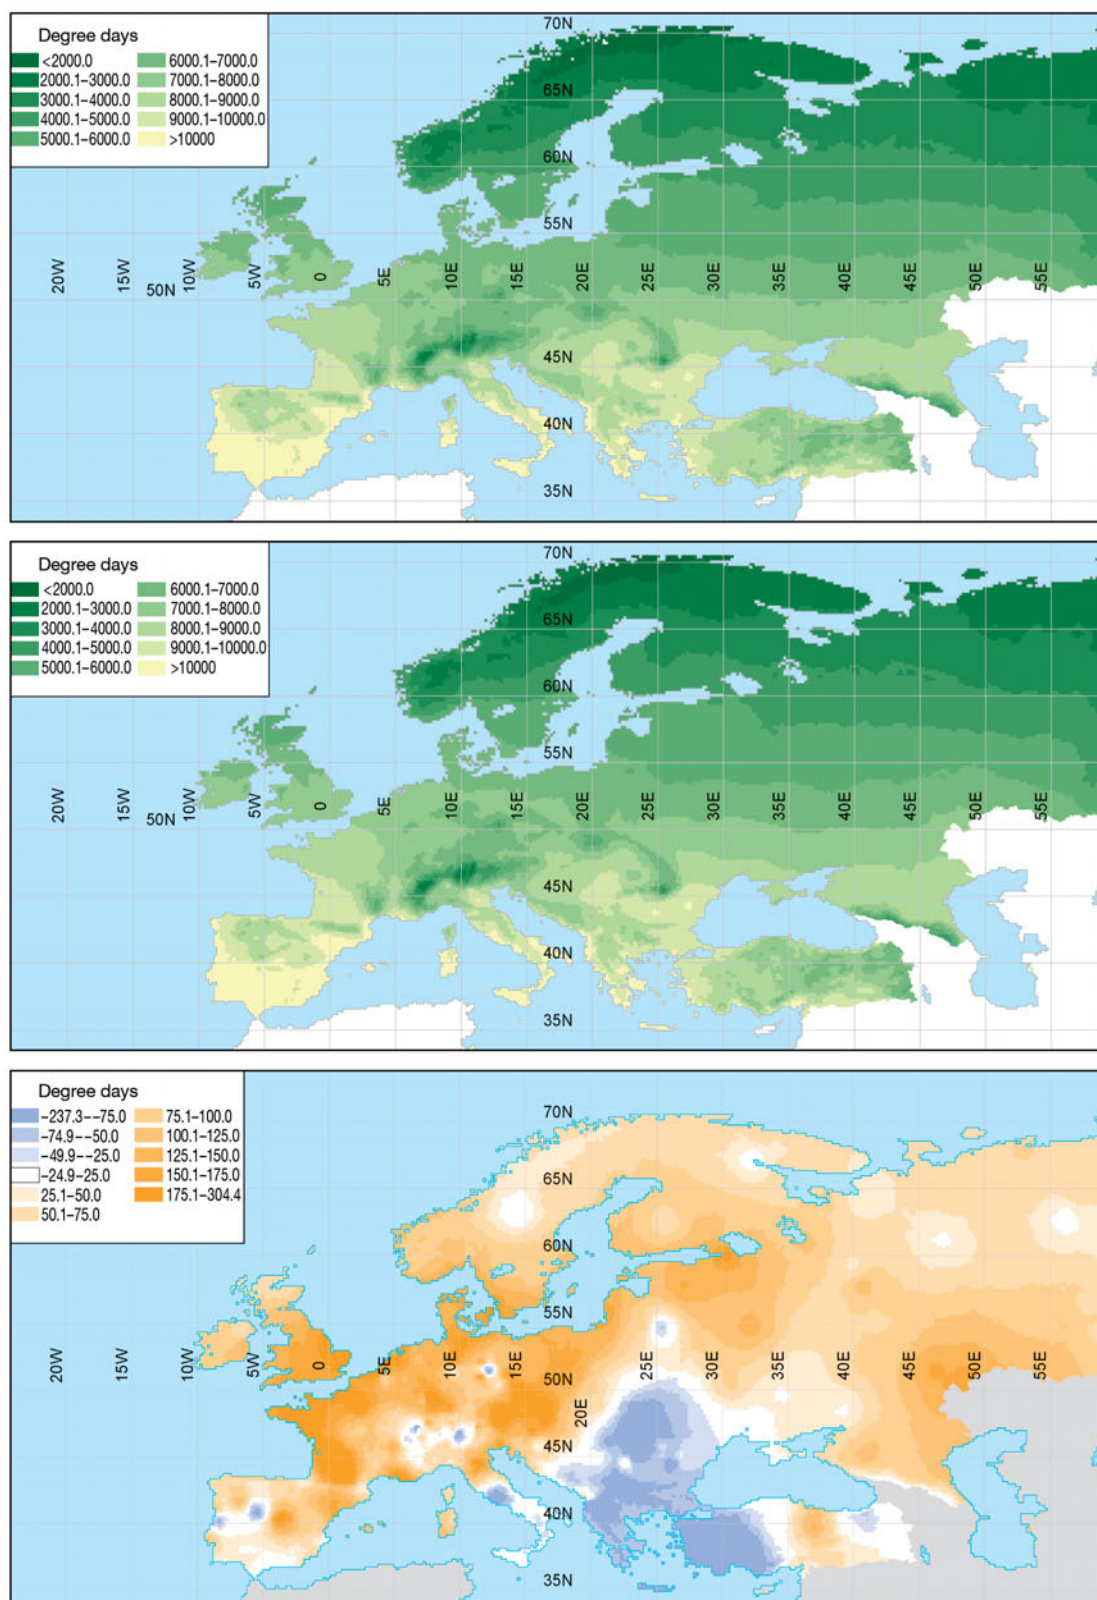 Degree days
<2000.0 6000.1–7000.0
2000.1–3000.0 7000.1–8000.0
3000.1–4000.0 8000.1–9000.0
4000.1–5000.0 9000.1–10000.0
5000.1–6000.0 >10000
70N
65N
60N
55N
20W 15W 10W 5W 0 5E 10E 15E 20E 25E 30E 35E 40E 45E 50E 55E
50N
45N
40N
35N
Degree days
<2000.0 6000.1–7000.0
2000.1–3000.0 7000.1–8000.0
3000.1–4000.0 8000.1–9000.0
4000.1–5000.0 9000.1–10000.0
5000.1–6000.0 >10000
70N
65N
60N
55N
20W 15W 10W 5W 0 5E 10E 15E 20E 25E 30E 35E 40E 45E 50E 55E
50N
45N
40N
35N
Degree days
–237.3––75.0 75.1–100.0
–74.9––50.0 100.1–125.0
–49.9––25.0 125.1–150.0
–24.9–25.0 150.1–175.0
25.1–50.0 175.1–304.4
50.1–75.0
70N
65N
60N
55N
20W 15W 10W 5W 0 5E 10E 15E 25E 30E 35E 40E 45E 50E 55E
50N
20E
45N
40N
35N